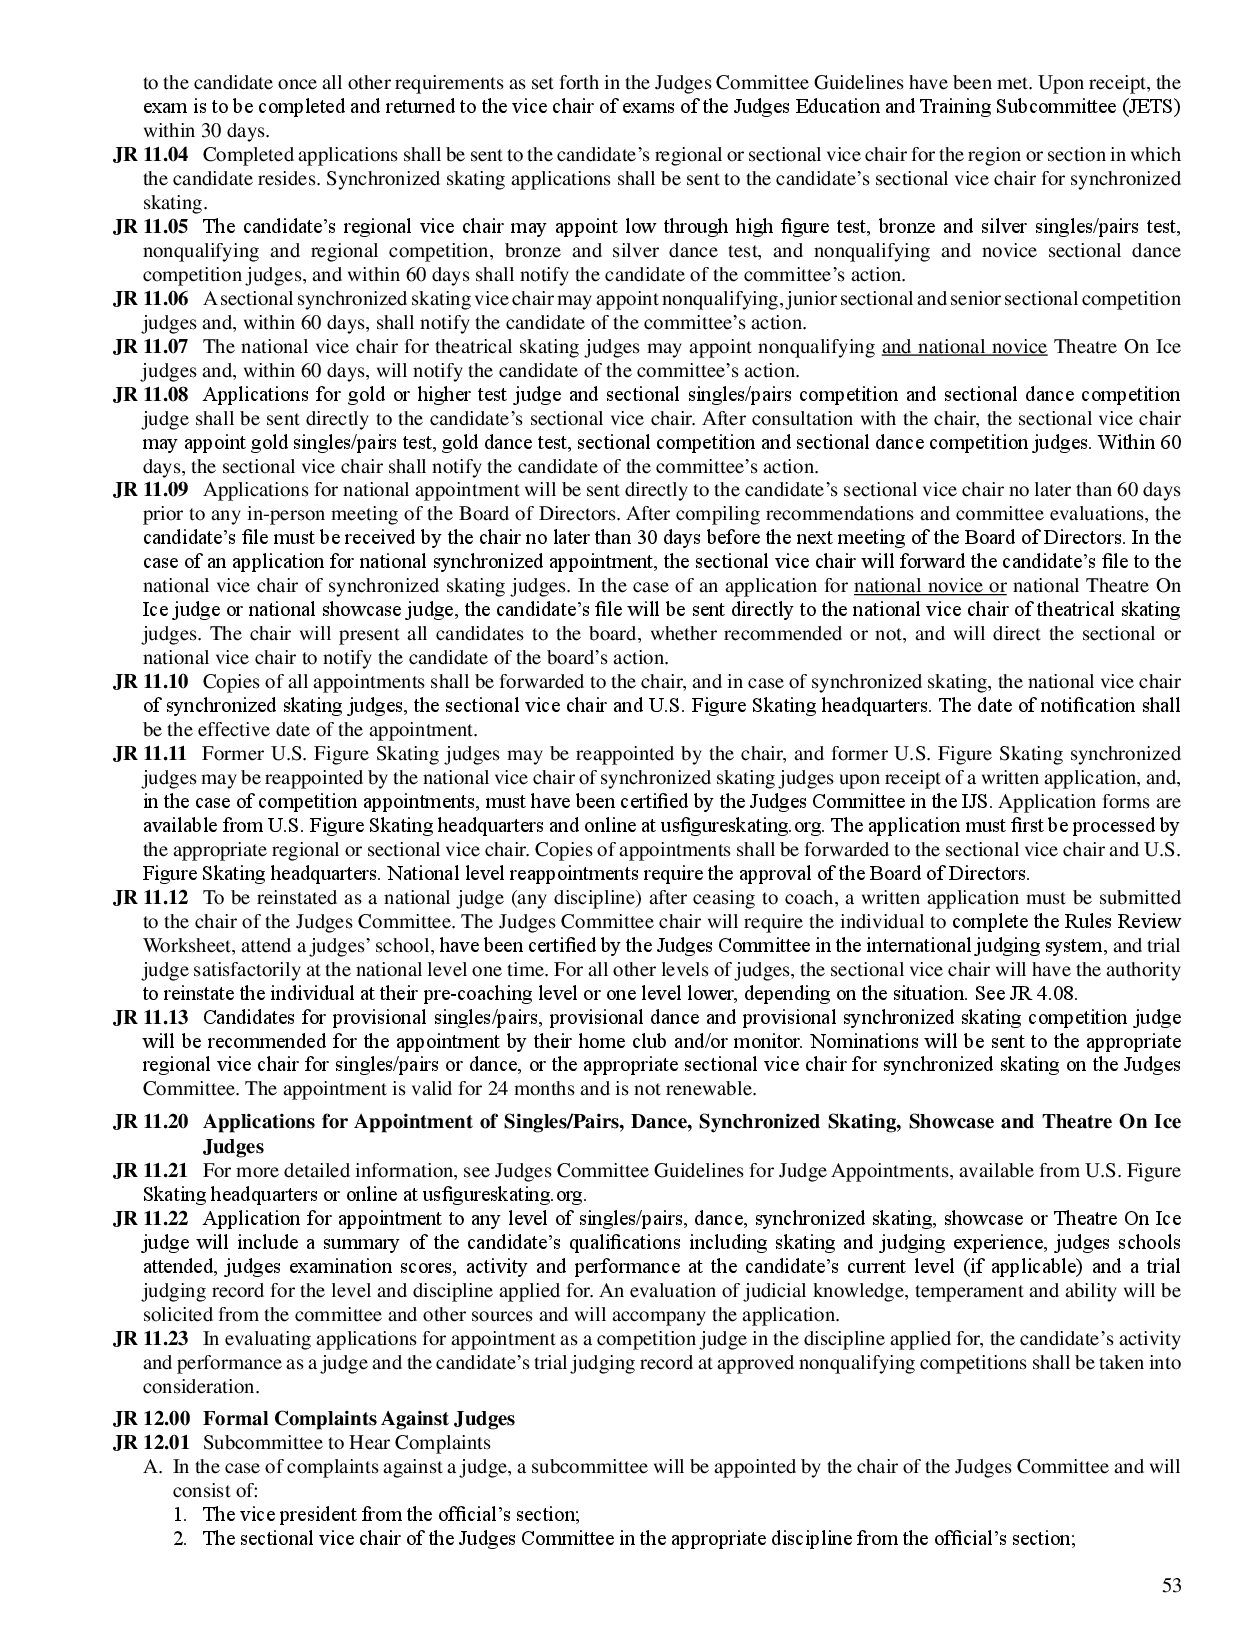 to the candidate once all other requirements as set forth in the Judges Committee Guidelines have been met. Upon receipt, the
exam is to be completed and returned to the vice chair of exams of the Judges Education and Training Subcommittee (JETS)
within 30 days.
JR 11.04 Completed applications shall be sent to the candidate’s regional or sectional vice chair for the region or section in which
the candidate resides. Synchronized skating applications shall be sent to the candidate’s sectional vice chair for synchronized
skating.
JR 11.05 The candidate’s regional vice chair may appoint low through high figure test, bronze and silver singles/pairs test,
nonqualifying and regional competition, bronze and silver dance test, and nonqualifying and novice sectional dance
competition judges, and within 60 days shall notify the candidate of the committee’s action.
JR 11.06 A sectional synchronized skating vice chair may appoint nonqualifying, junior sectional and senior sectional competition
judges and, within 60 days, shall notify the candidate of the committee’s action.
JR 11.07 The national vice chair for theatrical skating judges may appoint nonqualifying and national novice Theatre On Ice
judges and, within 60 days, will notify the candidate of the committee’s action.
JR 11.08 Applications for gold or higher test judge and sectional singles/pairs competition and sectional dance competition
judge shall be sent directly to the candidate’s sectional vice chair. After consultation with the chair, the sectional vice chair
may appoint gold singles/pairs test, gold dance test, sectional competition and sectional dance competition judges. Within 60
days, the sectional vice chair shall notify the candidate of the committee’s action.
JR 11.09 Applications for national appointment will be sent directly to the candidate’s sectional vice chair no later than 60 days
prior to any in-person meeting of the Board of Directors. After compiling recommendations and committee evaluations, the
candidate’s file must be received by the chair no later than 30 days before the next meeting of the Board of Directors. In the
case of an application for national synchronized appointment, the sectional vice chair will forward the candidate’s file to the
national vice chair of synchronized skating judges. In the case of an application for national novice or national Theatre On
Ice judge or national showcase judge, the candidate’s file will be sent directly to the national vice chair of theatrical skating
judges. The chair will present all candidates to the board, whether recommended or not, and will direct the sectional or
national vice chair to notify the candidate of the board’s action.
JR 11.10 Copies of all appointments shall be forwarded to the chair, and in case of synchronized skating, the national vice chair
of synchronized skating judges, the sectional vice chair and U.S. Figure Skating headquarters. The date of notification shall
be the effective date of the appointment.
JR 11.11 Former U.S. Figure Skating judges may be reappointed by the chair, and former U.S. Figure Skating synchronized
judges may be reappointed by the national vice chair of synchronized skating judges upon receipt of a written application, and,
in the case of competition appointments, must have been certified by the Judges Committee in the IJS. Application forms are
available from U.S. Figure Skating headquarters and online at usfigureskating.org. The application must first be processed by
the appropriate regional or sectional vice chair. Copies of appointments shall be forwarded to the sectional vice chair and U.S.
Figure Skating headquarters. National level reappointments require the approval of the Board of Directors.
JR 11.12 To be reinstated as a national judge (any discipline) after ceasing to coach, a written application must be submitted
to the chair of the Judges Committee. The Judges Committee chair will require the individual to complete the Rules Review
Worksheet, attend a judges’ school, have been certified by the Judges Committee in the international judging system, and trial
judge satisfactorily at the national level one time. For all other levels of judges, the sectional vice chair will have the authority
to reinstate the individual at their pre-coaching level or one level lower, depending on the situation. See JR 4.08.
JR 11.13 Candidates for provisional singles/pairs, provisional dance and provisional synchronized skating competition judge
will be recommended for the appointment by their home club and/or monitor. Nominations will be sent to the appropriate
regional vice chair for singles/pairs or dance, or the appropriate sectional vice chair for synchronized skating on the Judges
Committee. The appointment is valid for 24 months and is not renewable.
JR 11.20 Applications for Appointment of Singles/Pairs, Dance, Synchronized Skating, Showcase and Theatre On Ice
Judges
JR 11.21 For more detailed information, see Judges Committee Guidelines for Judge Appointments, available from U.S. Figure
Skating headquarters or online at usfigureskating.org.
JR 11.22 Application for appointment to any level of singles/pairs, dance, synchronized skating, showcase or Theatre On Ice
judge will include a summary of the candidate’s qualifications including skating and judging experience, judges schools
attended, judges examination scores, activity and performance at the candidate’s current level (if applicable) and a trial
judging record for the level and discipline applied for. An evaluation of judicial knowledge, temperament and ability will be
solicited from the committee and other sources and will accompany the application.
JR 11.23 In evaluating applications for appointment as a competition judge in the discipline applied for, the candidate’s activity
and performance as a judge and the candidate’s trial judging record at approved nonqualifying competitions shall be taken into
consideration.
JR 12.00 Formal Complaints Against Judges
JR 12.01 Subcommittee to Hear Complaints
A. In the case of complaints against a judge, a subcommittee will be appointed by the chair of the Judges Committee and will
consist of:
1. The vice president from the official’s section;
2. The sectional vice chair of the Judges Committee in the appropriate discipline from the official’s section;
53